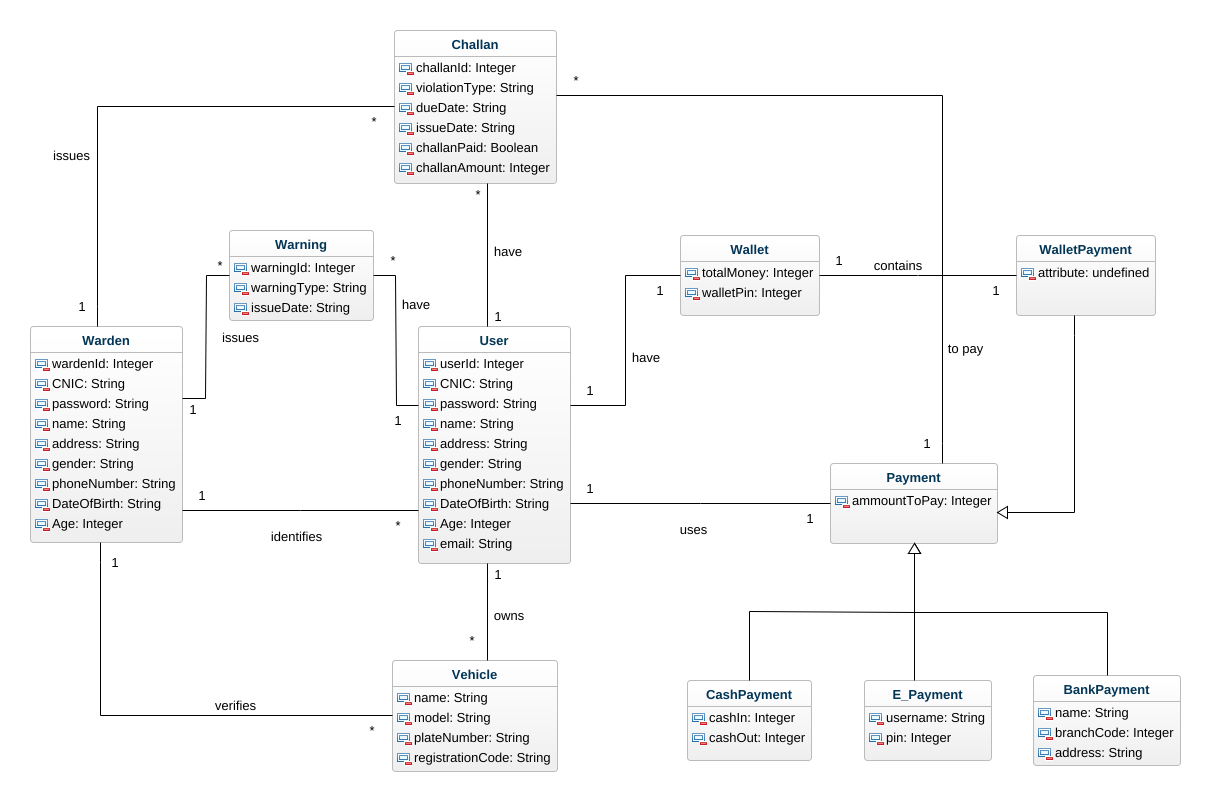 Challan
challanId: Integer
violationType: String
dueDate: String
issueDate: String
challanPaid: Boolean
challanAmount: Integer
*
*
issues
*
have
1
1
Warning
warningId: Integer
warningType: String
issueDate: String
*
*
issues
have
1
1
Wallet
totalMoney: Integer
walletPin: Integer
1
contains
1
1
have
1
WalletPayment
attribute: undefined
to pay
1
Warden
wardenId: Integer
CNIC: String
password: String
name: String
address: String
gender: String
phoneNumber: String
DateOfBirth: String
Age: Integer
User
userId: Integer
CNIC: String
password: String
name: String
address: String
gender: String
phoneNumber: String
DateOfBirth: String
Age: Integer
email: String
1
*
identifies
1
1
uses
Payment
ammountToPay: Integer
1
1
owns
*
verifies
*
Vehicle
name: String
model: String
plateNumber: String
registrationCode: String
CashPayment
cashIn: Integer
cashOut: Integer
E_Payment
username: String
pin: Integer
BankPayment
name: String
branchCode: Integer
address: String